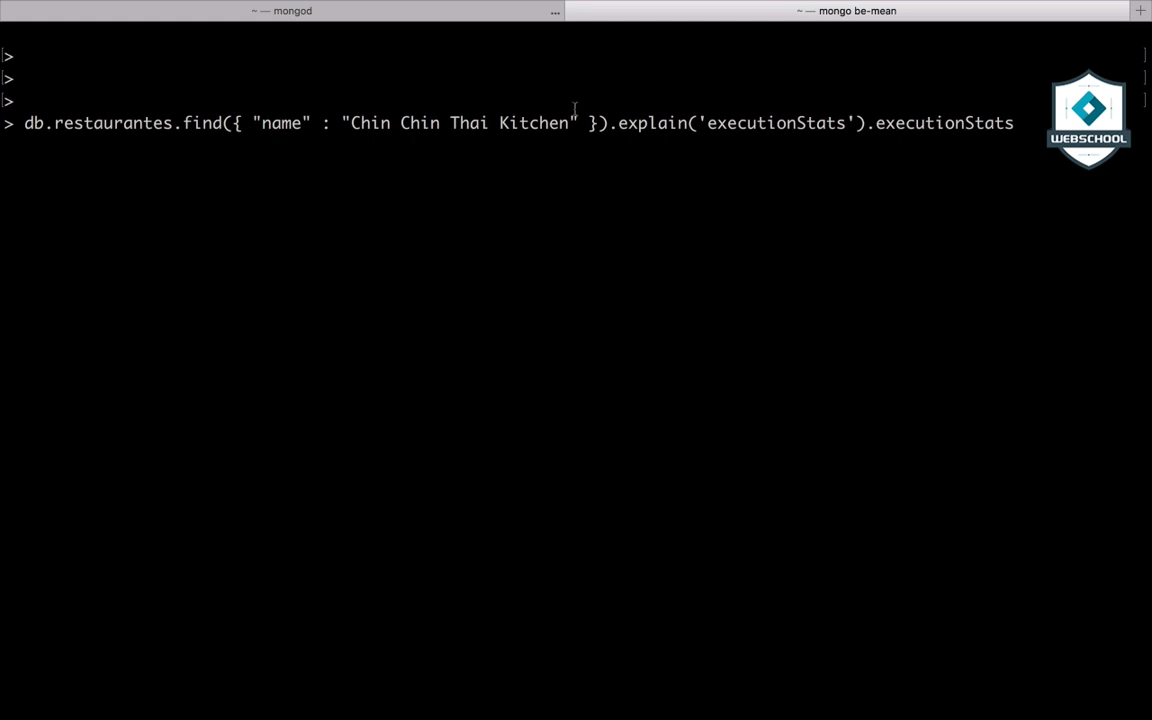 ~ — mongod ...
~ — mongo be-mean +
[> ]
[> ]
[> ]
> db.restaurantes.find({ "name" : "Chin Chin Thai Kitchen" }).explain('executionStats').executionStats
WEBSCHOOL